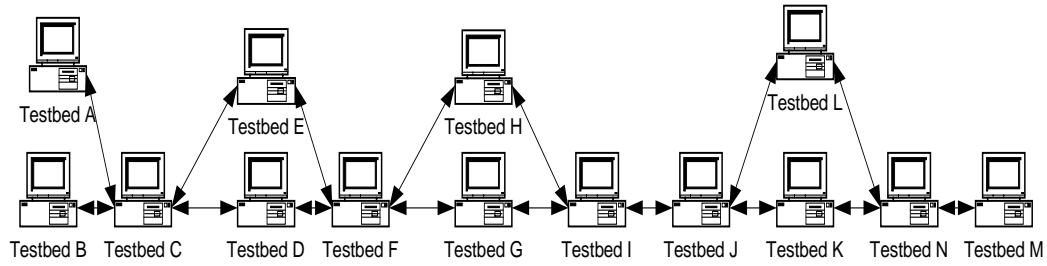 Testbed A
Testbed E
Testbed H
Testbed L
Testbed B
Testbed C
Testbed D
Testbed F
Testbed G
Testbed I
Testbed J
Testbed K
Testbed N
Testbed M